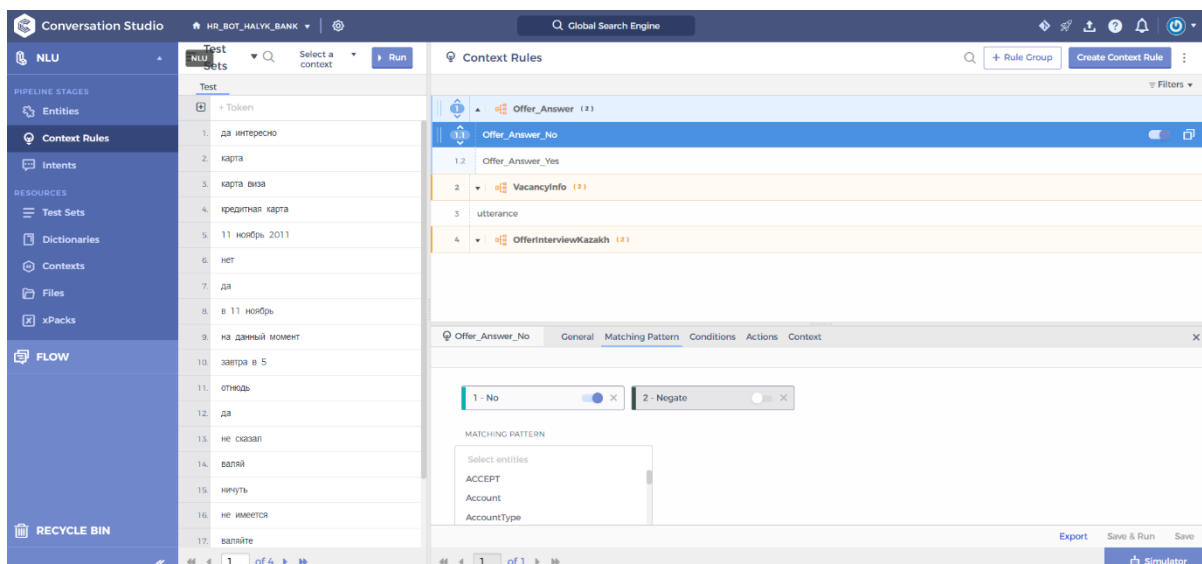 Conversation Studio
HR_BOT_HALYK_BANK
Global Search Engine
NLU
PIPELINE STAGES
Entities
Context Rules
Intents
RESOURCES
Test Sets
Dictionaries
Contexts
Files
xPacks
FLOW
RECYCLE BIN
NLU
Test Sets
Select a context
Run
Test
+ Token
1. да интересно
2. карта
3. карта виза
4. кредитная карта
5. 11 ноябрь 2011
6. нет
7. да
8. в 11 ноябрь
9. на данный момент
10. завтра в 5
11. отнюдь
12. да
13. не сказал
14. валяй
15. ничуть
16. не имеется
17. валяйте
1 of 4
Context Rules
+ Rule Group
Create Context Rule
Filters
1 Offer_Answer (2)
1.1 Offer_Answer_No
1.2 Offer_Answer_Yes
2 VacancyInfo (2)
3 utterance
4 OfferInterviewKazakh (2)
Offer_Answer_No General Matching Pattern Conditions Actions Context
1 - No
2 - Negate
MATCHING PATTERN
Select entities
ACCEPT
Account
AccountType
Export Save & Run Save
1 of 1
Simulator